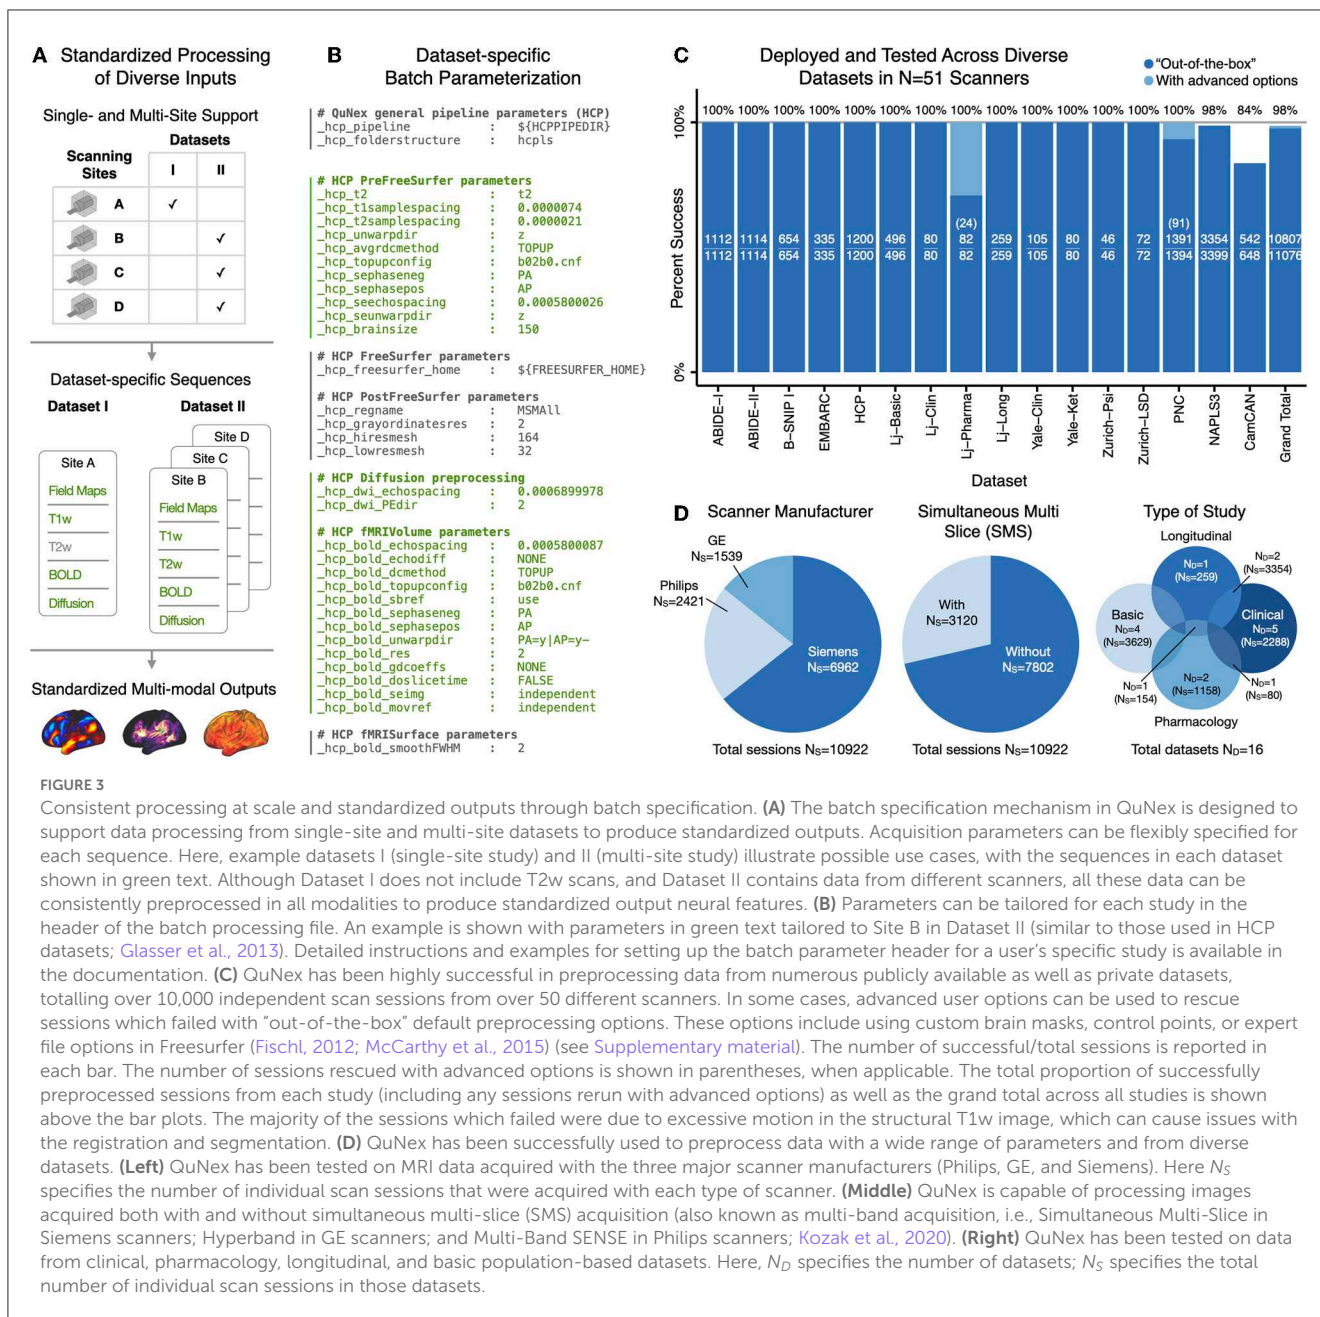 A Standardized Processing
of Diverse Inputs
Single- and Multi-Site Support
Datasets
Scanning
Sites
I II
A ✓
B ✓
C ✓
D ✓
Dataset-specific Sequences
Dataset I Dataset II
Site D
Site C
Site A
Site B
Field Maps
T1w
T2w
BOLD
Diffusion
Field Maps
T1w
T2w
BOLD
Diffusion
Standardized Multi-modal Outputs
B Dataset-specific
Batch Parameterization
# QuNex general pipeline parameters (HCP)
_hcp_pipeline : ${HCPPIPEDIR}
_hcp_folderstructure : hcpls
# HCP PreFreeSurfer parameters
_hcp_t2 : t2
_hcp_t1samplespacing : 0.0000074
_hcp_t2samplespacing : 0.0000021
_hcp_unwarpdir : z
_hcp_avgrdcmethod : TOPUP
_hcp_topupconfig : b02b0.cnf
_hcp_sephaseneg : PA
_hcp_sephasepos : AP
_hcp_seechospacing : 0.0005800026
_hcp_seunwarpdir : z
_hcp_brainsize : 150
# HCP FreeSurfer parameters
_hcp_freesurfer_home : ${FREESURFER_HOME}
# HCP PostFreeSurfer parameters
_hcp_regname : MSMAll
_hcp_grayordinatesres : 2
_hcp_hiresmesh : 164
_hcp_lowresmesh : 32
# HCP Diffusion preprocessing
_hcp_dwi_echospacing : 0.0006899978
_hcp_dwi_PEdir : 2
# HCP fMRIVolume parameters
_hcp_bold_echospacing : 0.0005800087
_hcp_bold_echodiff : NONE
_hcp_bold_dcmethod : TOPUP
_hcp_bold_topupconfig : b02b0.cnf
_hcp_bold_sbref : use
_hcp_bold_sephaseneg : PA
_hcp_bold_sephasepos : AP
_hcp_bold_unwarpdir : PA=y|AP=y-
_hcp_bold_res : 2
_hcp_bold_gdcoeffs : NONE
_hcp_bold_doslicetime : FALSE
_hcp_bold_seimg : independent
_hcp_bold_movref : independent
# HCP fMRISurface parameters
_hcp_bold_smoothFWHM : 2
C Deployed and Tested Across Diverse
Datasets in N=51 Scanners
"Out-of-the-box"
With advanced options
100% 100% 100% 100% 100% 100% 100% 100% 100% 100% 100% 100% 100% 100% 98% 84% 98%
100%
Percent Success
0%
(24) (91)
1112 1114 654 335 1200 496 80 82 259 105 80 46 72 1391 3354 542 10807
1112 1114 654 335 1200 496 80 82 259 105 80 46 72 1394 3399 648 11076
ABIDE-I
ABIDE-II
B-SNIP I
EMBARC
HCP
Lj-Basic
Lj-Clin
Lj-Pharma
Lj-Long
Yale-Clin
Yale-Ket
Zurich-Psi
Zurich-LSD
PNC
NAPLS3
CamCAN
Grand Total
Dataset
D Scanner Manufacturer
GE
NS=1539
Philips
NS=2421
Siemens
NS=6962
Total sessions NS=10922
Simultaneous Multi
Slice (SMS)
With
NS=3120
Without
NS=7802
Total sessions NS=10922
Type of Study
Longitudinal
ND=1
(NS=259)
ND=2
(NS=3354)
Basic
ND=4
(NS=3629)
Clinical
ND=5
(NS=2288)
ND=1
(NS=154)
ND=2
(NS=1158)
ND=1
(NS=80)
Pharmacology
Total datasets ND=16
FIGURE 3
Consistent processing at scale and standardized outputs through batch specification. (A) The batch specification mechanism in QuNex is designed to
support data processing from single-site and multi-site datasets to produce standardized outputs. Acquisition parameters can be flexibly specified for
each sequence. Here, example datasets I (single-site study) and II (multi-site study) illustrate possible use cases, with the sequences in each dataset
shown in green text. Although Dataset I does not include T2w scans, and Dataset II contains data from different scanners, all these data can be
consistently preprocessed in all modalities to produce standardized output neural features. (B) Parameters can be tailored for each study in the
header of the batch processing file. An example is shown with parameters in green text tailored to Site B in Dataset II (similar to those used in HCP
datasets; Glasser et al., 2013). Detailed instructions and examples for setting up the batch parameter header for a user's specific study is available in
the documentation. (C) QuNex has been highly successful in preprocessing data from numerous publicly available as well as private datasets,
totalling over 10,000 independent scan sessions from over 50 different scanners. In some cases, advanced user options can be used to rescue
sessions which failed with "out-of-the-box" default preprocessing options. These options include using custom brain masks, control points, or expert
file options in Freesurfer (Fischl, 2012; McCarthy et al., 2015) (see Supplementary material). The number of successful/total sessions is reported in
each bar. The number of sessions rescued with advanced options is shown in parentheses, when applicable. The total proportion of successfully
preprocessed sessions from each study (including any sessions rerun with advanced options) as well as the grand total across all studies is shown
above the bar plots. The majority of the sessions which failed were due to excessive motion in the structural T1w image, which can cause issues with
the registration and segmentation. (D) QuNex has been successfully used to preprocess data with a wide range of parameters and from diverse
datasets. (Left) QuNex has been tested on MRI data acquired with the three major scanner manufacturers (Philips, GE, and Siemens). Here NS
specifies the number of individual scan sessions that were acquired with each type of scanner. (Middle) QuNex is capable of processing images
acquired both with and without simultaneous multi-slice (SMS) acquisition (also known as multi-band acquisition, i.e., Simultaneous Multi-Slice in
Siemens scanners; Hyperband in GE scanners; and Multi-Band SENSE in Philips scanners; Kozak et al., 2020). (Right) QuNex has been tested on data
from clinical, pharmacology, longitudinal, and basic population-based datasets. Here, ND specifies the number of datasets; NS specifies the total
number of individual scan sessions in those datasets.